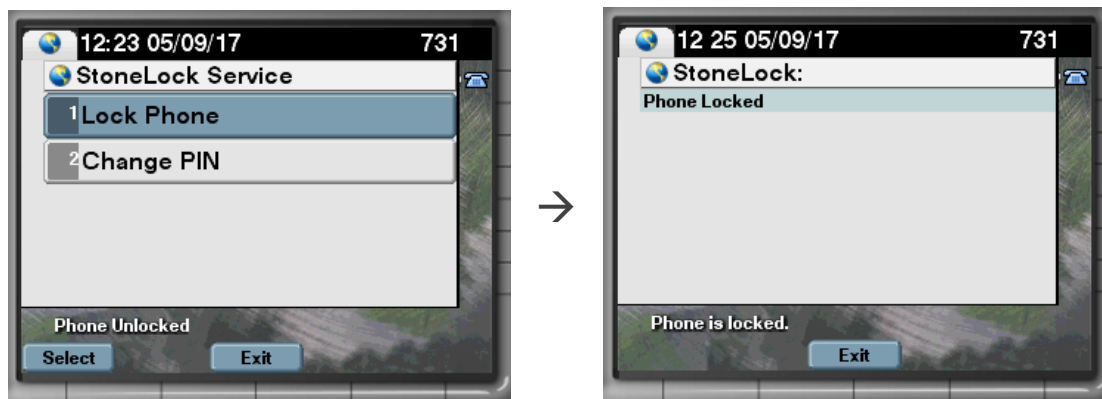 12:23 05/09/17 731
StoneLock Service
1 Lock Phone
2 Change PIN
Phone Unlocked
Select Exit
→
12 25 05/09/17 731
StoneLock:
Phone Locked
Phone is locked.
Exit